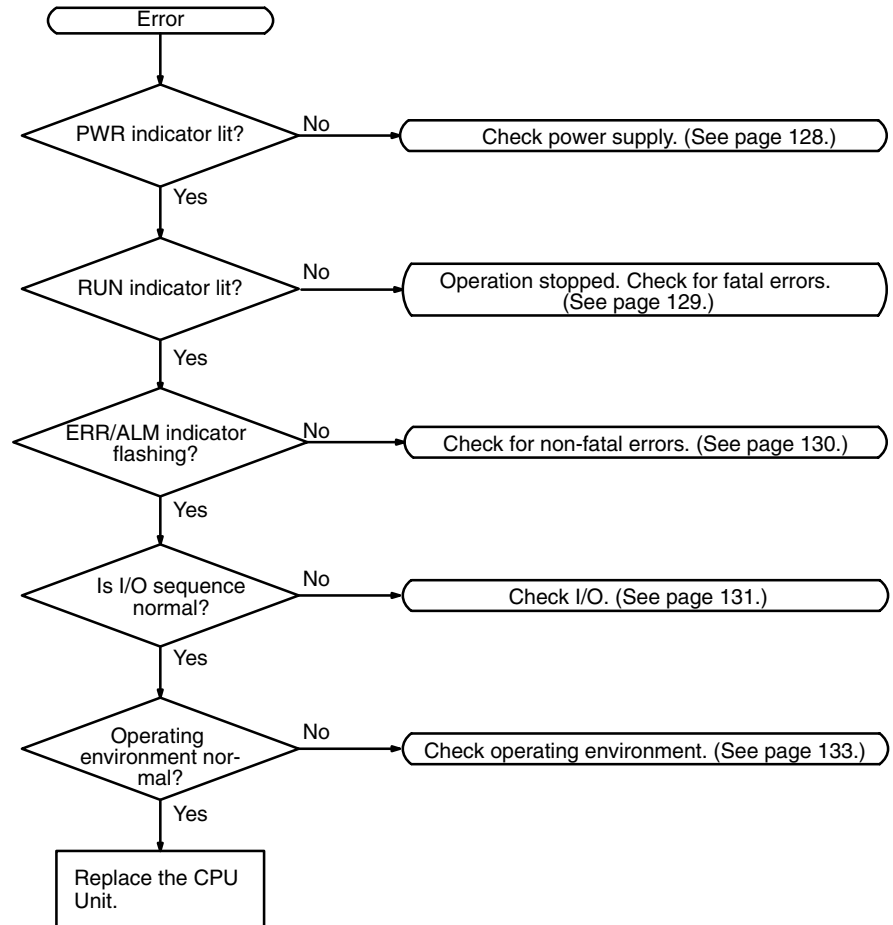 Error
PWR indicator lit?
No
Check power supply. (See page 128.)
Yes
RUN indicator lit?
No
Operation stopped. Check for fatal errors.
(See page 129.)
Yes
ERR/ALM indicator
flashing?
No
Check for non-fatal errors. (See page 130.)
Yes
Is I/O sequence
normal?
No
Check I/O. (See page 131.)
Yes
Operating
environment nor-
mal?
No
Check operating environment. (See page 133.)
Yes
Replace the CPU
Unit.